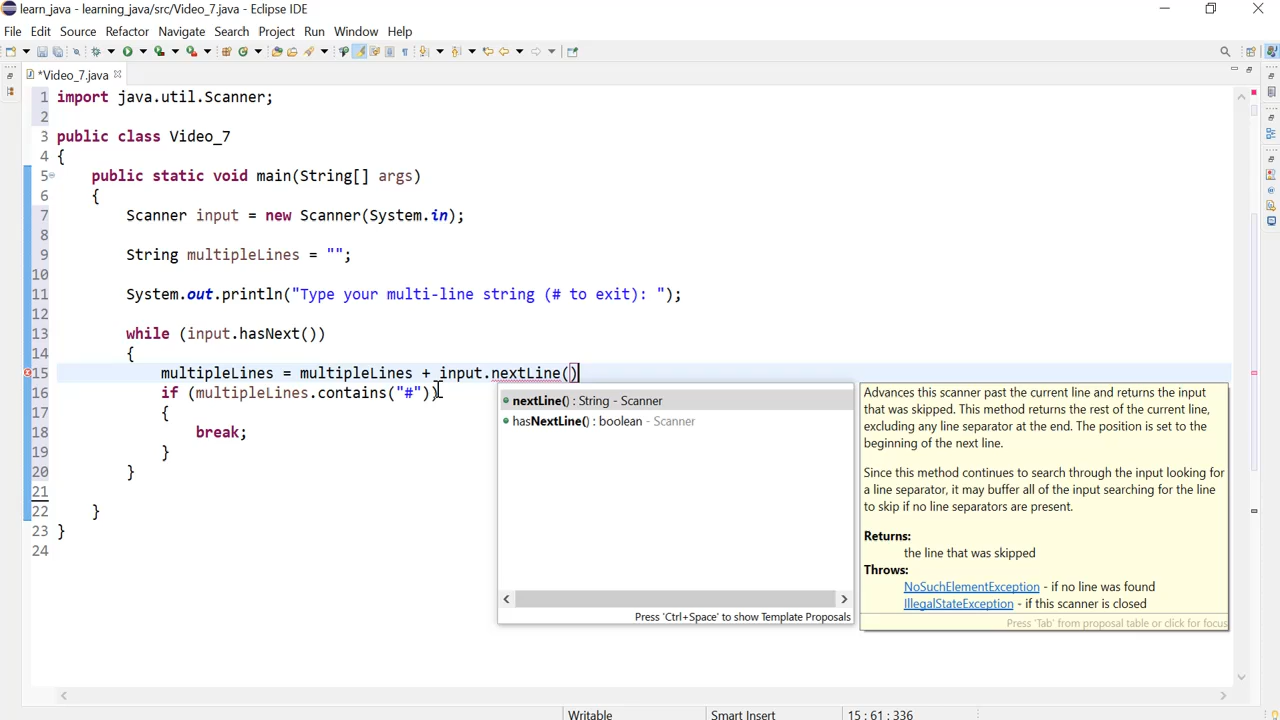 learn_java - learning_java/src/Video_7.java - Eclipse IDE
File Edit Source Refactor Navigate Search Project Run Window Help
*Video_7.java
1 import java.util.Scanner;
2
3 public class Video_7
4 {
5 public static void main(String[] args)
6 {
7 Scanner input = new Scanner(System.in);
8
9 String multipleLines = "";
10
11 System.out.println("Type your multi-line string (# to exit): ");
12
13 while (input.hasNext())
14 {
15 multipleLines = multipleLines + input.nextLine()
16 if (multipleLines.contains("#"))
17 {
18 break;
19 }
20 }
21
22 }
23 }
24
nextLine() : String - Scanner
hasNextLine() : boolean - Scanner
Press 'Ctrl+Space' to show Template Proposals
Advances this scanner past the current line and returns the input
that was skipped. This method returns the rest of the current line,
excluding any line separator at the end. The position is set to the
beginning of the next line.
Since this method continues to search through the input looking for
a line separator, it may buffer all of the input searching for the line
to skip if no line separators are present.
Returns:
the line that was skipped
Throws:
NoSuchElementException - if no line was found
IllegalStateException - if this scanner is closed
Press 'Tab' from proposal table or click for focus
Writable Smart Insert 15 : 61 : 336